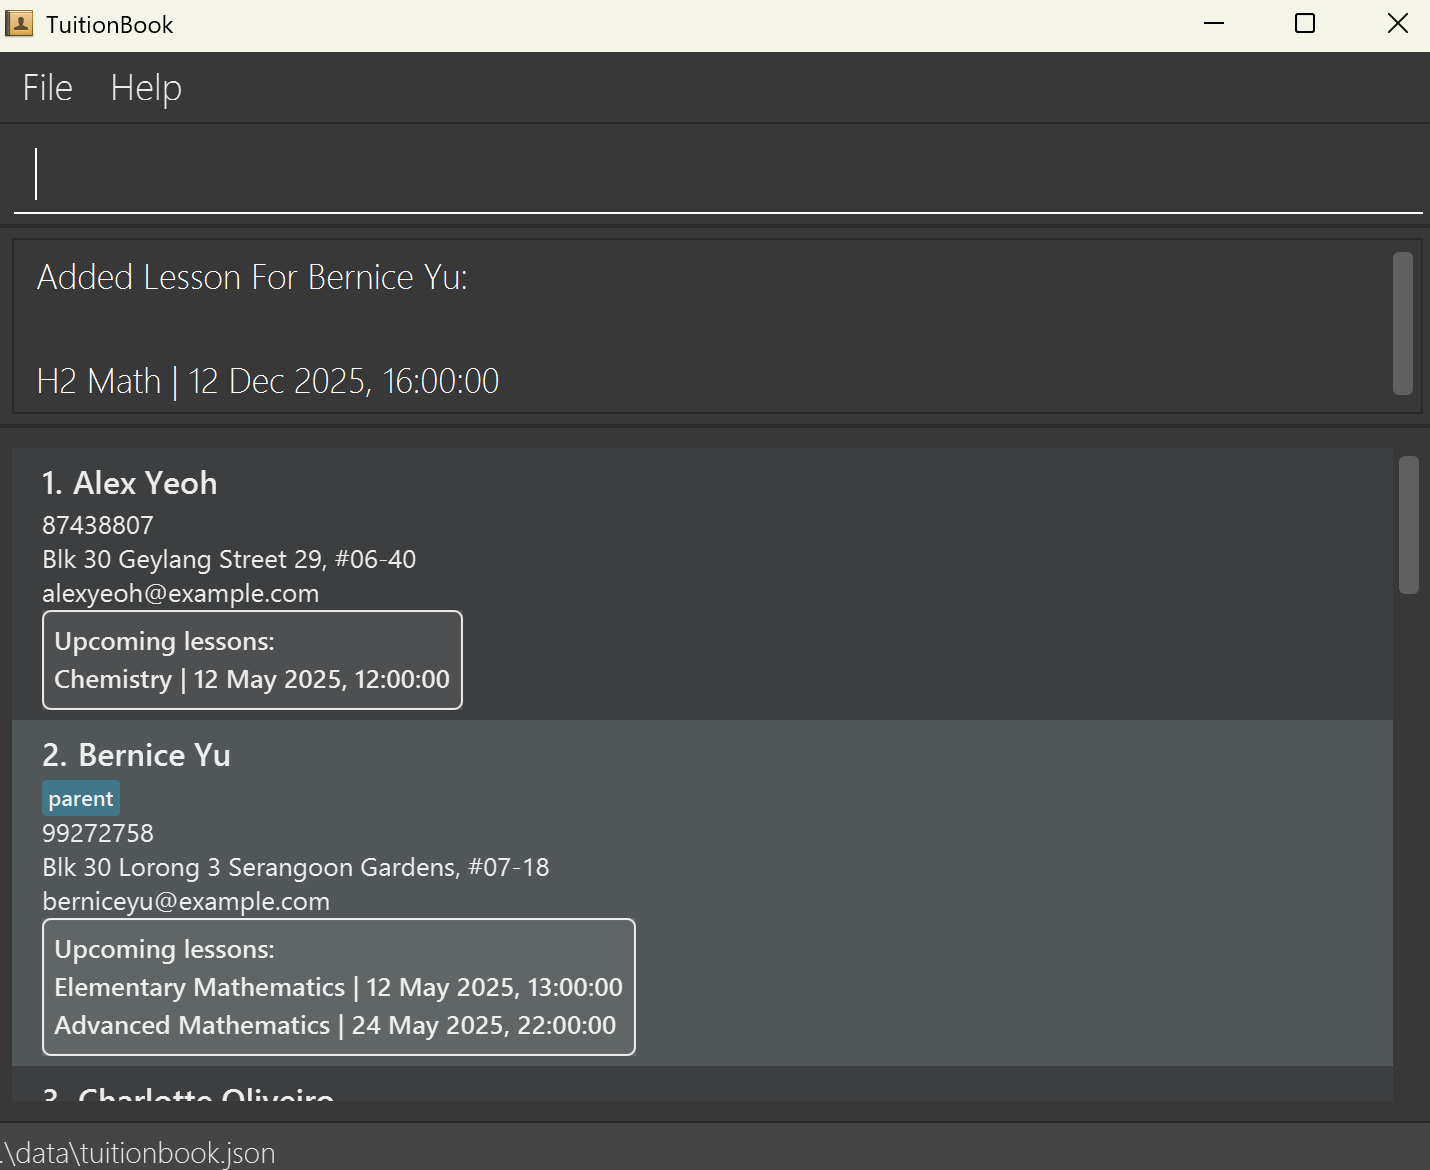 TuitionBook
File Help
Added Lesson For Bernice Yu:
H2 Math | 12 Dec 2025, 16:00:00
1. Alex Yeoh
87438807
Blk 30 Geylang Street 29, #06-40
alexyeoh@example.com
Upcoming lessons:
Chemistry | 12 May 2025, 12:00:00
2. Bernice Yu
parent
99272758
Blk 30 Lorong 3 Serangoon Gardens, #07-18
berniceyu@example.com
Upcoming lessons:
Elementary Mathematics | 12 May 2025, 13:00:00
Advanced Mathematics | 24 May 2025, 22:00:00
3. Charlotte Oliveiro
.\data\tuitionbook.json